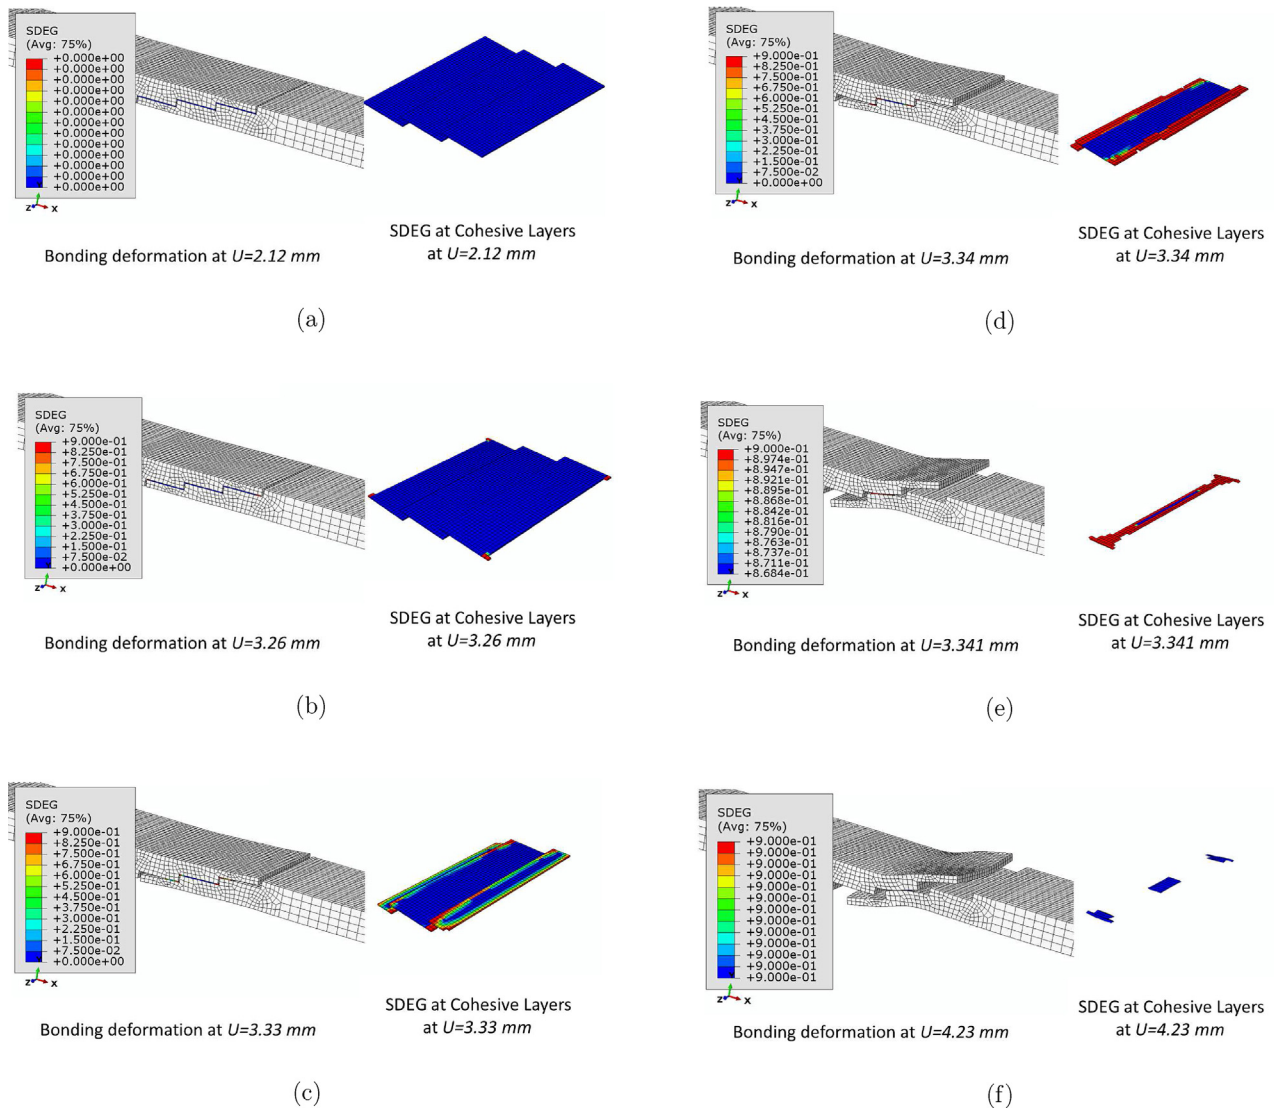 SDEG
(Avg: 75%)
+0.000e+00
+0.000e+00
+0.000e+00
+0.000e+00
+0.000e+00
+0.000e+00
+0.000e+00
+0.000e+00
+0.000e+00
+0.000e+00
+0.000e+00
+0.000e+00
+0.000e+00
z x
Bonding deformation at U=2.12 mm
SDEG at Cohesive Layers
at U=2.12 mm
(a)
SDEG
(Avg: 75%)
+9.000e-01
+8.250e-01
+7.500e-01
+6.750e-01
+6.000e-01
+5.250e-01
+4.500e-01
+3.750e-01
+3.000e-01
+2.250e-01
+1.500e-01
+7.500e-02
+0.000e+00
z x
Bonding deformation at U=3.34 mm
SDEG at Cohesive Layers
at U=3.34 mm
(d)
SDEG
(Avg: 75%)
+9.000e-01
+8.250e-01
+7.500e-01
+6.750e-01
+6.000e-01
+5.250e-01
+4.500e-01
+3.750e-01
+3.000e-01
+2.250e-01
+1.500e-01
+7.500e-02
+0.000e+00
z x
Bonding deformation at U=3.26 mm
SDEG at Cohesive Layers
at U=3.26 mm
(b)
SDEG
(Avg: 75%)
+9.000e-01
+8.974e-01
+8.947e-01
+8.921e-01
+8.895e-01
+8.868e-01
+8.842e-01
+8.816e-01
+8.790e-01
+8.763e-01
+8.737e-01
+8.711e-01
+8.684e-01
z x
Bonding deformation at U=3.341 mm
SDEG at Cohesive Layers
at U=3.341 mm
(e)
SDEG
(Avg: 75%)
+9.000e-01
+8.250e-01
+7.500e-01
+6.750e-01
+6.000e-01
+5.250e-01
+4.500e-01
+3.750e-01
+3.000e-01
+2.250e-01
+1.500e-01
+7.500e-02
+0.000e+00
z x
Bonding deformation at U=3.33 mm
SDEG at Cohesive Layers
at U=3.33 mm
(c)
SDEG
(Avg: 75%)
+9.000e-01
+9.000e-01
+9.000e-01
+9.000e-01
+9.000e-01
+9.000e-01
+9.000e-01
+9.000e-01
+9.000e-01
+9.000e-01
+9.000e-01
+9.000e-01
+9.000e-01
z x
Bonding deformation at U=4.23 mm
SDEG at Cohesive Layers
at U=4.23 mm
(f)